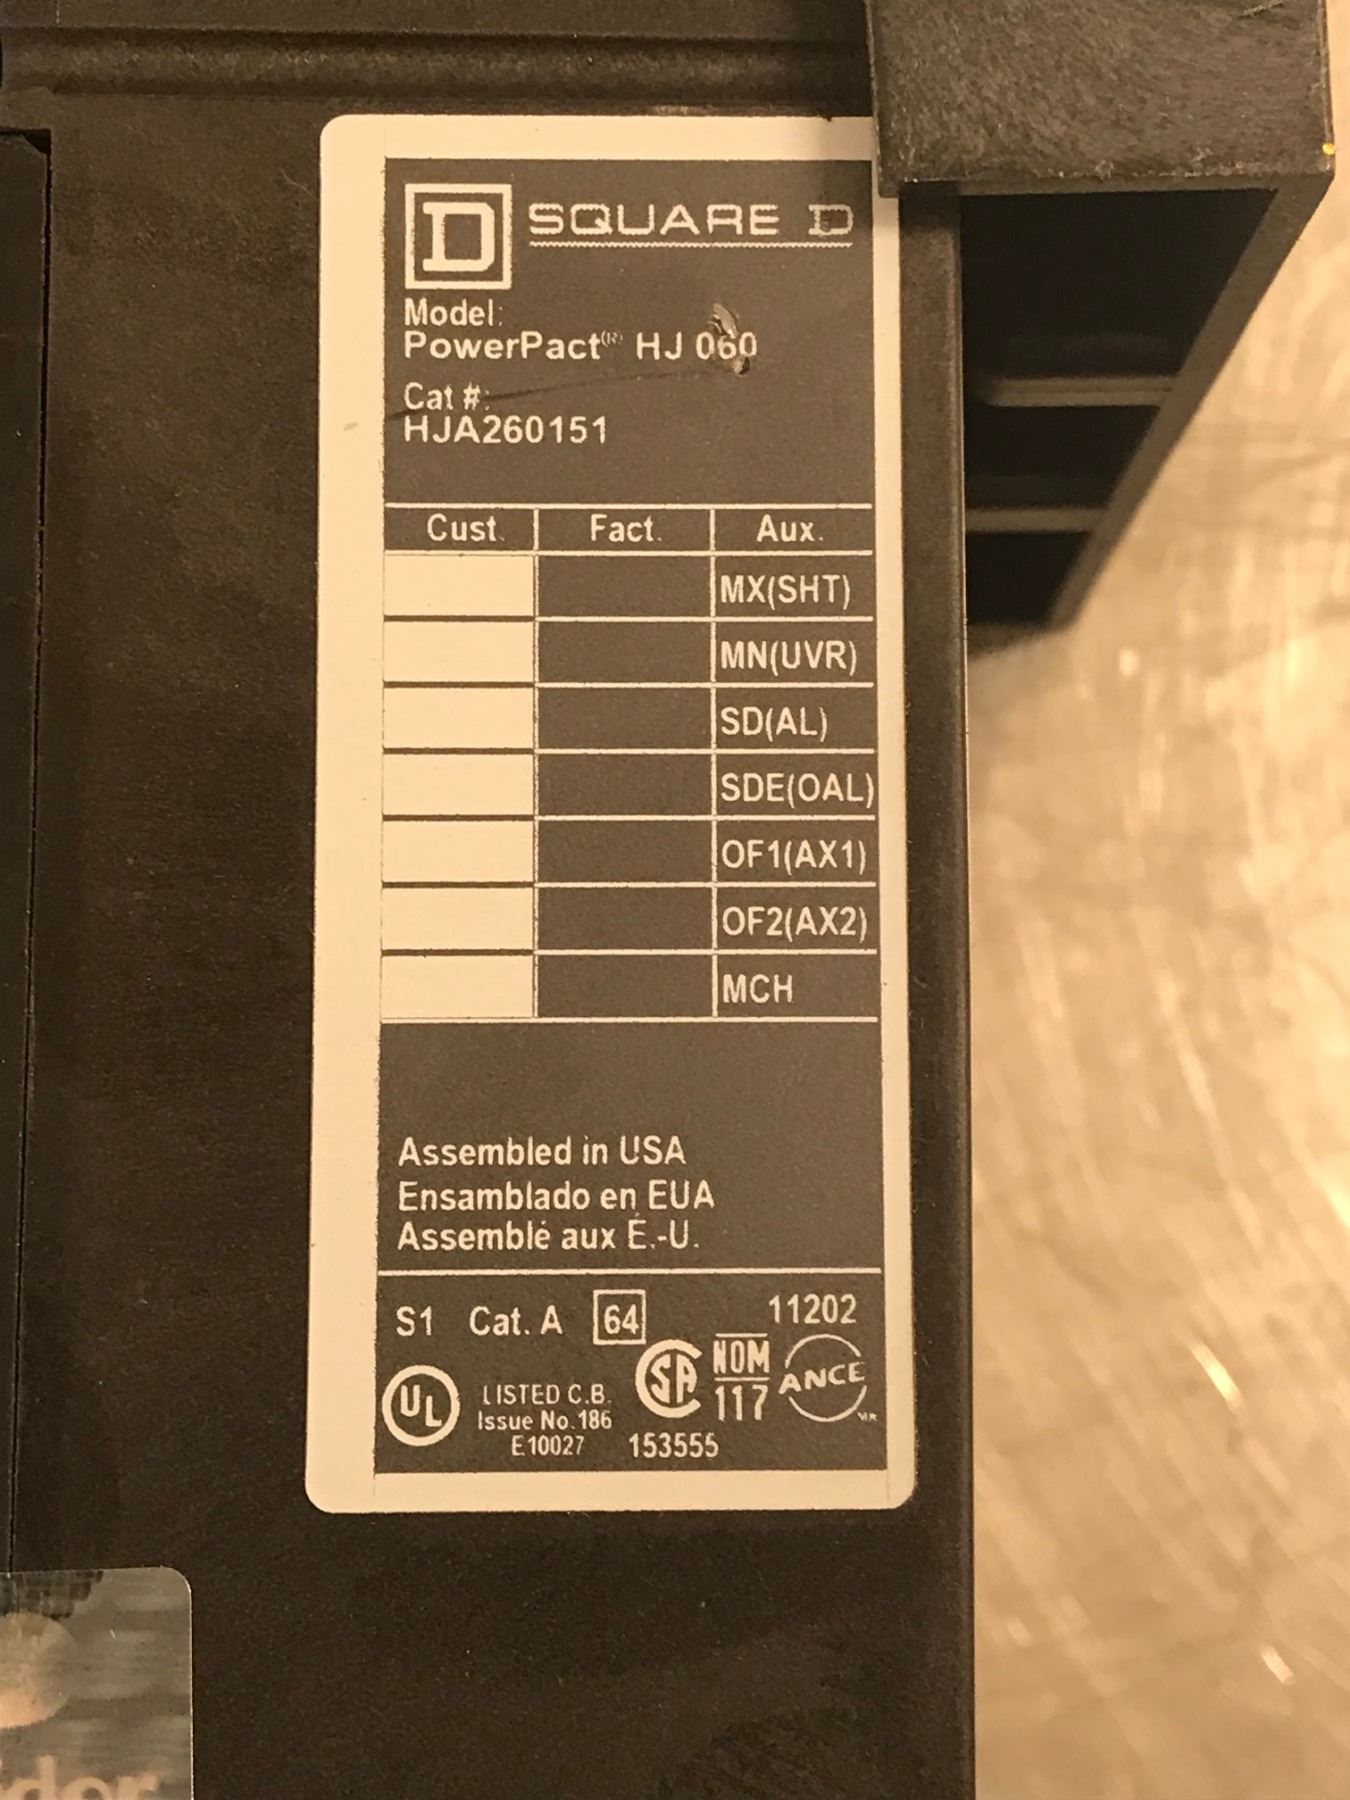 D SQUARE D
Model:
PowerPact(R) HJ 060
Cat #:
HJA260151
Cust. Fact. Aux.
MX(SHT)
MN(UVR)
SD(AL)
SDE(OAL)
OF1(AX1)
OF2(AX2)
MCH
Assembled in USA
Ensamblado en EUA
Assemblé aux É.-U.
S1 Cat. A 64 11202
UL LISTED C.B. SA NOM ANCE
Issue No.186 117
E10027 153555